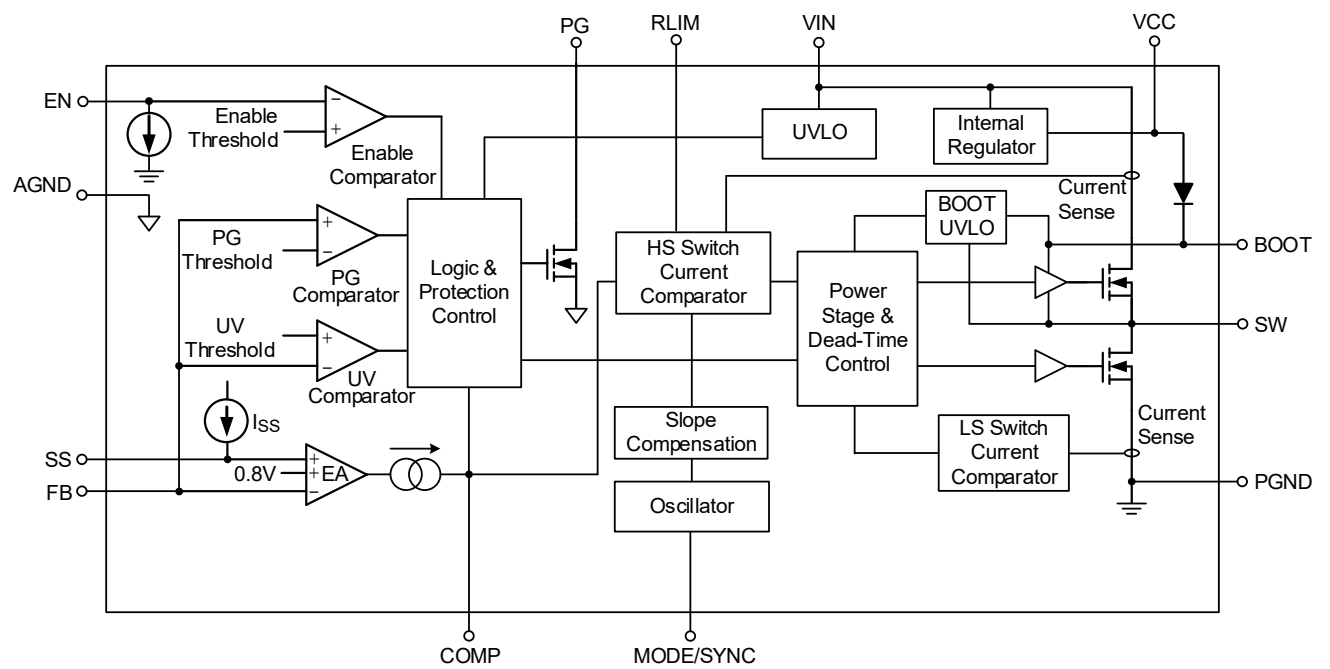 PG
RLIM
VIN
VCC
EN
Enable
Threshold
−
+
Enable
Comparator
UVLO
Internal
Regulator
AGND
Current
Sense
BOOT
UVLO
PG
Threshold
+
−
PG
Comparator
Logic &
Protection
Control
HS Switch
Current
Comparator
Power
Stage &
Dead-Time
Control
BOOT
SW
UV
Threshold
+
−
UV
Comparator
ISS
Slope
Compensation
LS Switch
Current
Comparator
Current
Sense
SS
0.8V
FB
+
+
−
EA
Oscillator
PGND
COMP
MODE/SYNC